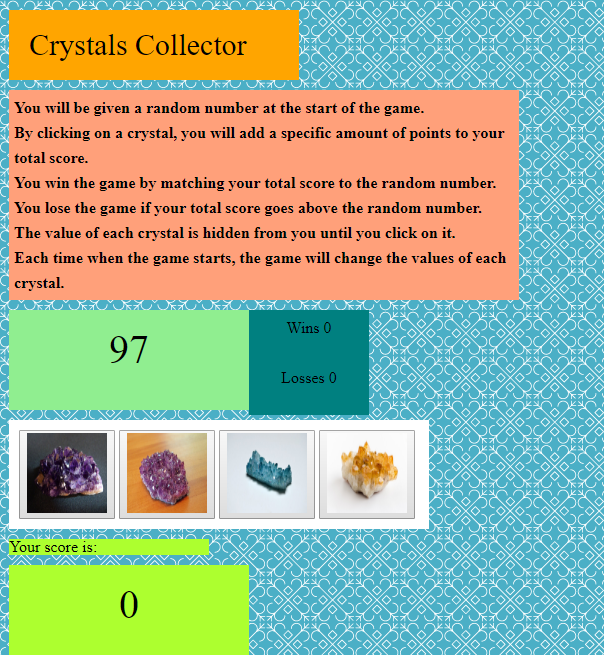 Crystals Collector
You will be given a random number at the start of the game.
By clicking on a crystal, you will add a specific amount of points to your
total score.
You win the game by matching your total score to the random number.
You lose the game if your total score goes above the random number.
The value of each crystal is hidden from you until you click on it.
Each time when the game starts, the game will change the values of each
crystal.
97
Wins 0
Losses 0
Your score is:
0